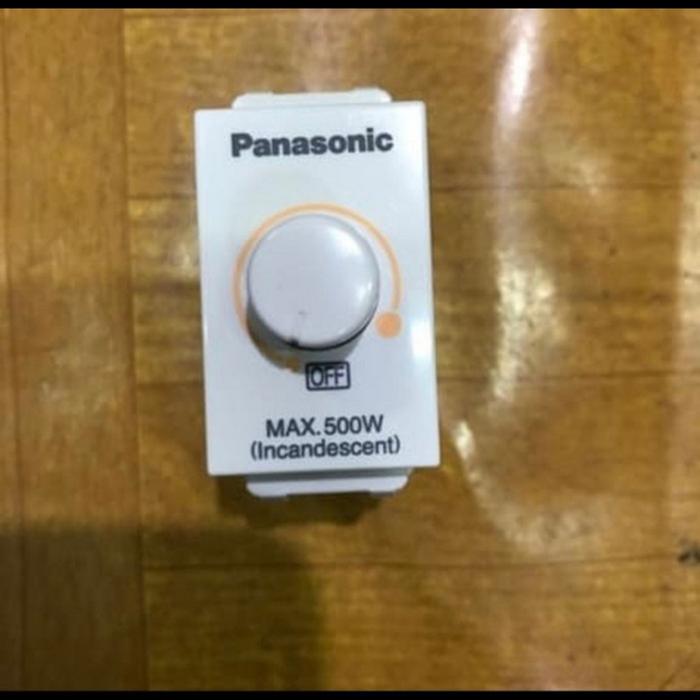 Panasonic
OFF
MAX.500W
(Incandescent)